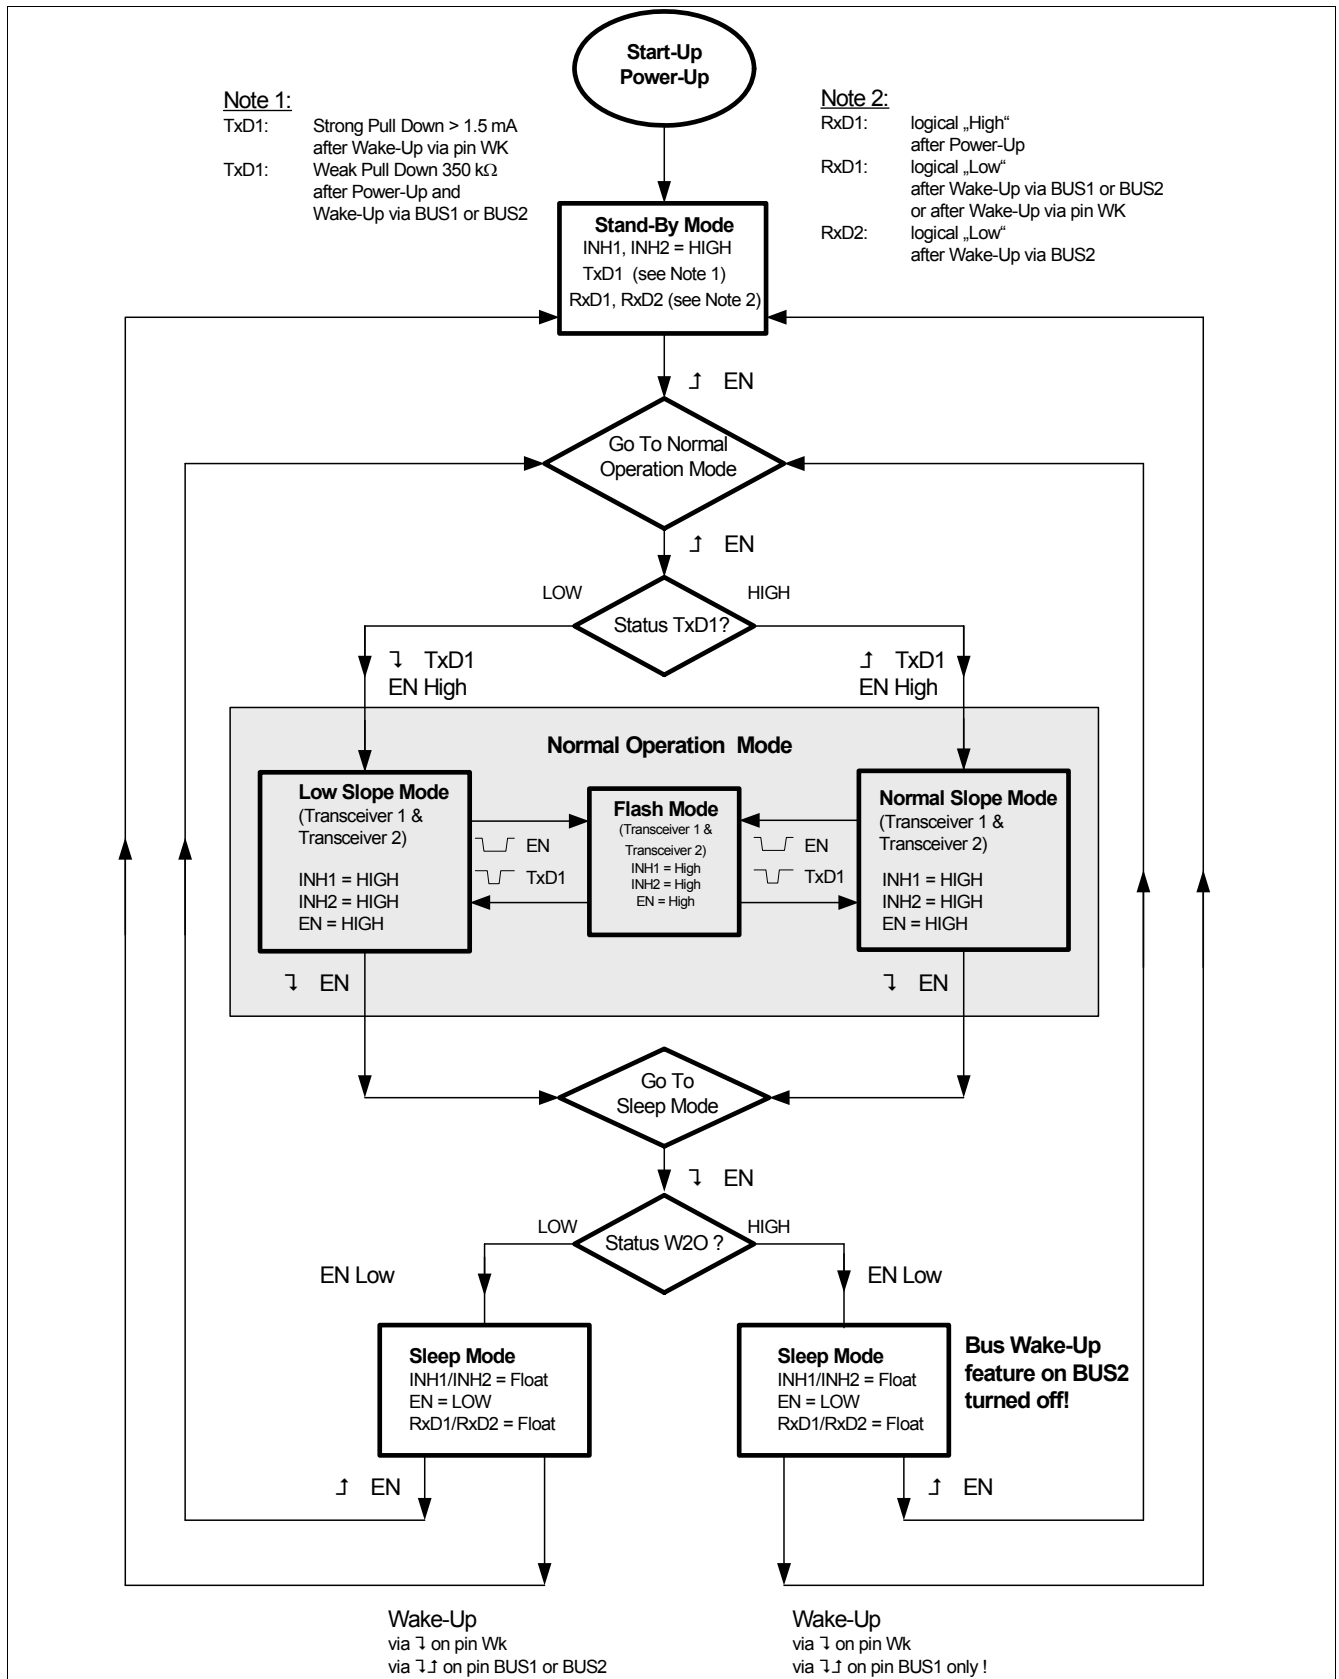 Start-Up
Power-Up
Note 1:
TxD1: Strong Pull Down > 1.5 mA
after Wake-Up via pin WK
TxD1: Weak Pull Down 350 kΩ
after Power-Up and
Wake-Up via BUS1 or BUS2
Note 2:
RxD1: logical „High“
after Power-Up
RxD1: logical „Low“
after Wake-Up via BUS1 or BUS2
or after Wake-Up via pin WK
RxD2: logical „Low“
after Wake-Up via BUS2
Stand-By Mode
INH1, INH2 = HIGH
TxD1 (see Note 1)
RxD1, RxD2 (see Note 2)
EN
Go To Normal
Operation Mode
EN
LOW
HIGH
Status TxD1?
TxD1
EN High
TxD1
EN High
Normal Operation Mode
Low Slope Mode
(Transceiver 1 &
Transceiver 2)
INH1 = HIGH
INH2 = HIGH
EN = HIGH
EN
TxD1
Flash Mode
(Transceiver 1 &
Transceiver 2)
INH1 = High
INH2 = High
EN = High
EN
TxD1
Normal Slope Mode
(Transceiver 1 &
Transceiver 2)
INH1 = HIGH
INH2 = HIGH
EN = HIGH
EN
EN
Go To
Sleep Mode
EN
LOW
HIGH
Status W2O ?
EN Low
EN Low
Sleep Mode
INH1/INH2 = Float
EN = LOW
RxD1/RxD2 = Float
Sleep Mode
INH1/INH2 = Float
EN = LOW
RxD1/RxD2 = Float
Bus Wake-Up
feature on BUS2
turned off!
EN
EN
Wake-Up
via ↴ on pin Wk
via ↴⮥ on pin BUS1 or BUS2
Wake-Up
via ↴ on pin Wk
via ↴⮥ on pin BUS1 only !